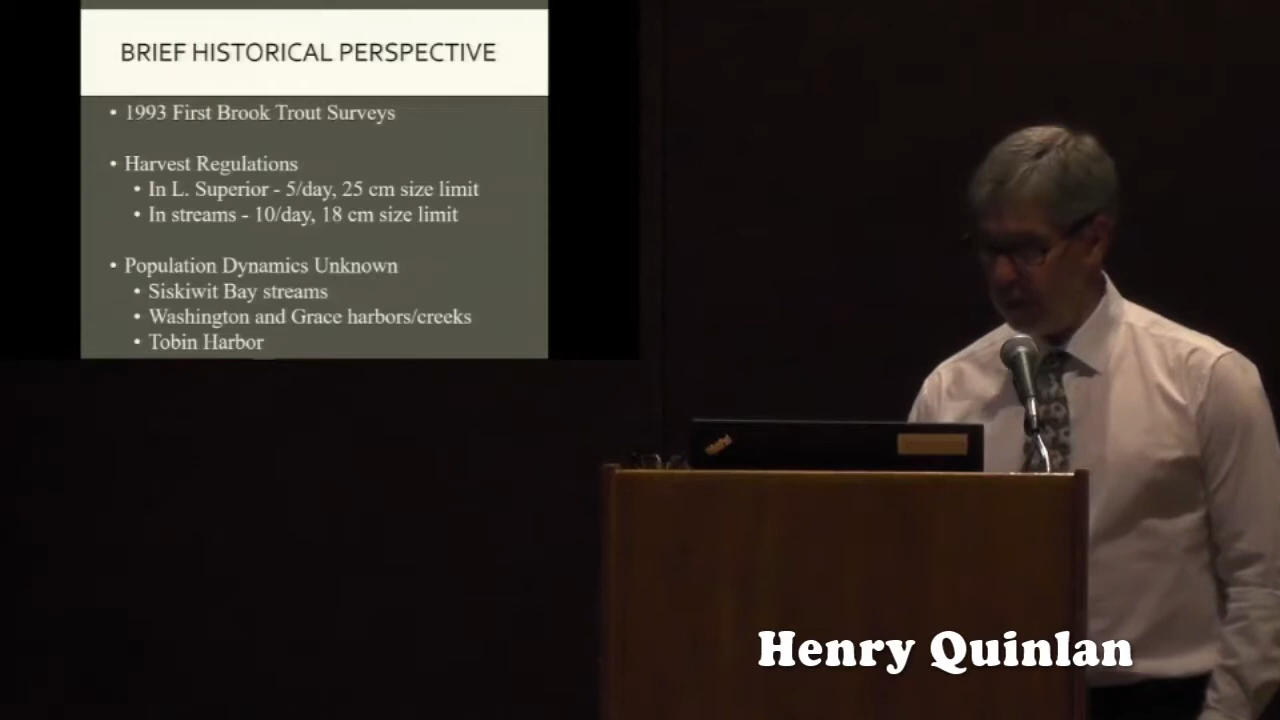 BRIEF HISTORICAL PERSPECTIVE
• 1993 First Brook Trout Surveys
• Harvest Regulations
• In L. Superior - 5/day, 25 cm size limit
• In streams - 10/day, 18 cm size limit
• Population Dynamics Unknown
• Siskiwit Bay streams
• Washington and Grace harbors/creeks
• Tobin Harbor
Henry Quinlan